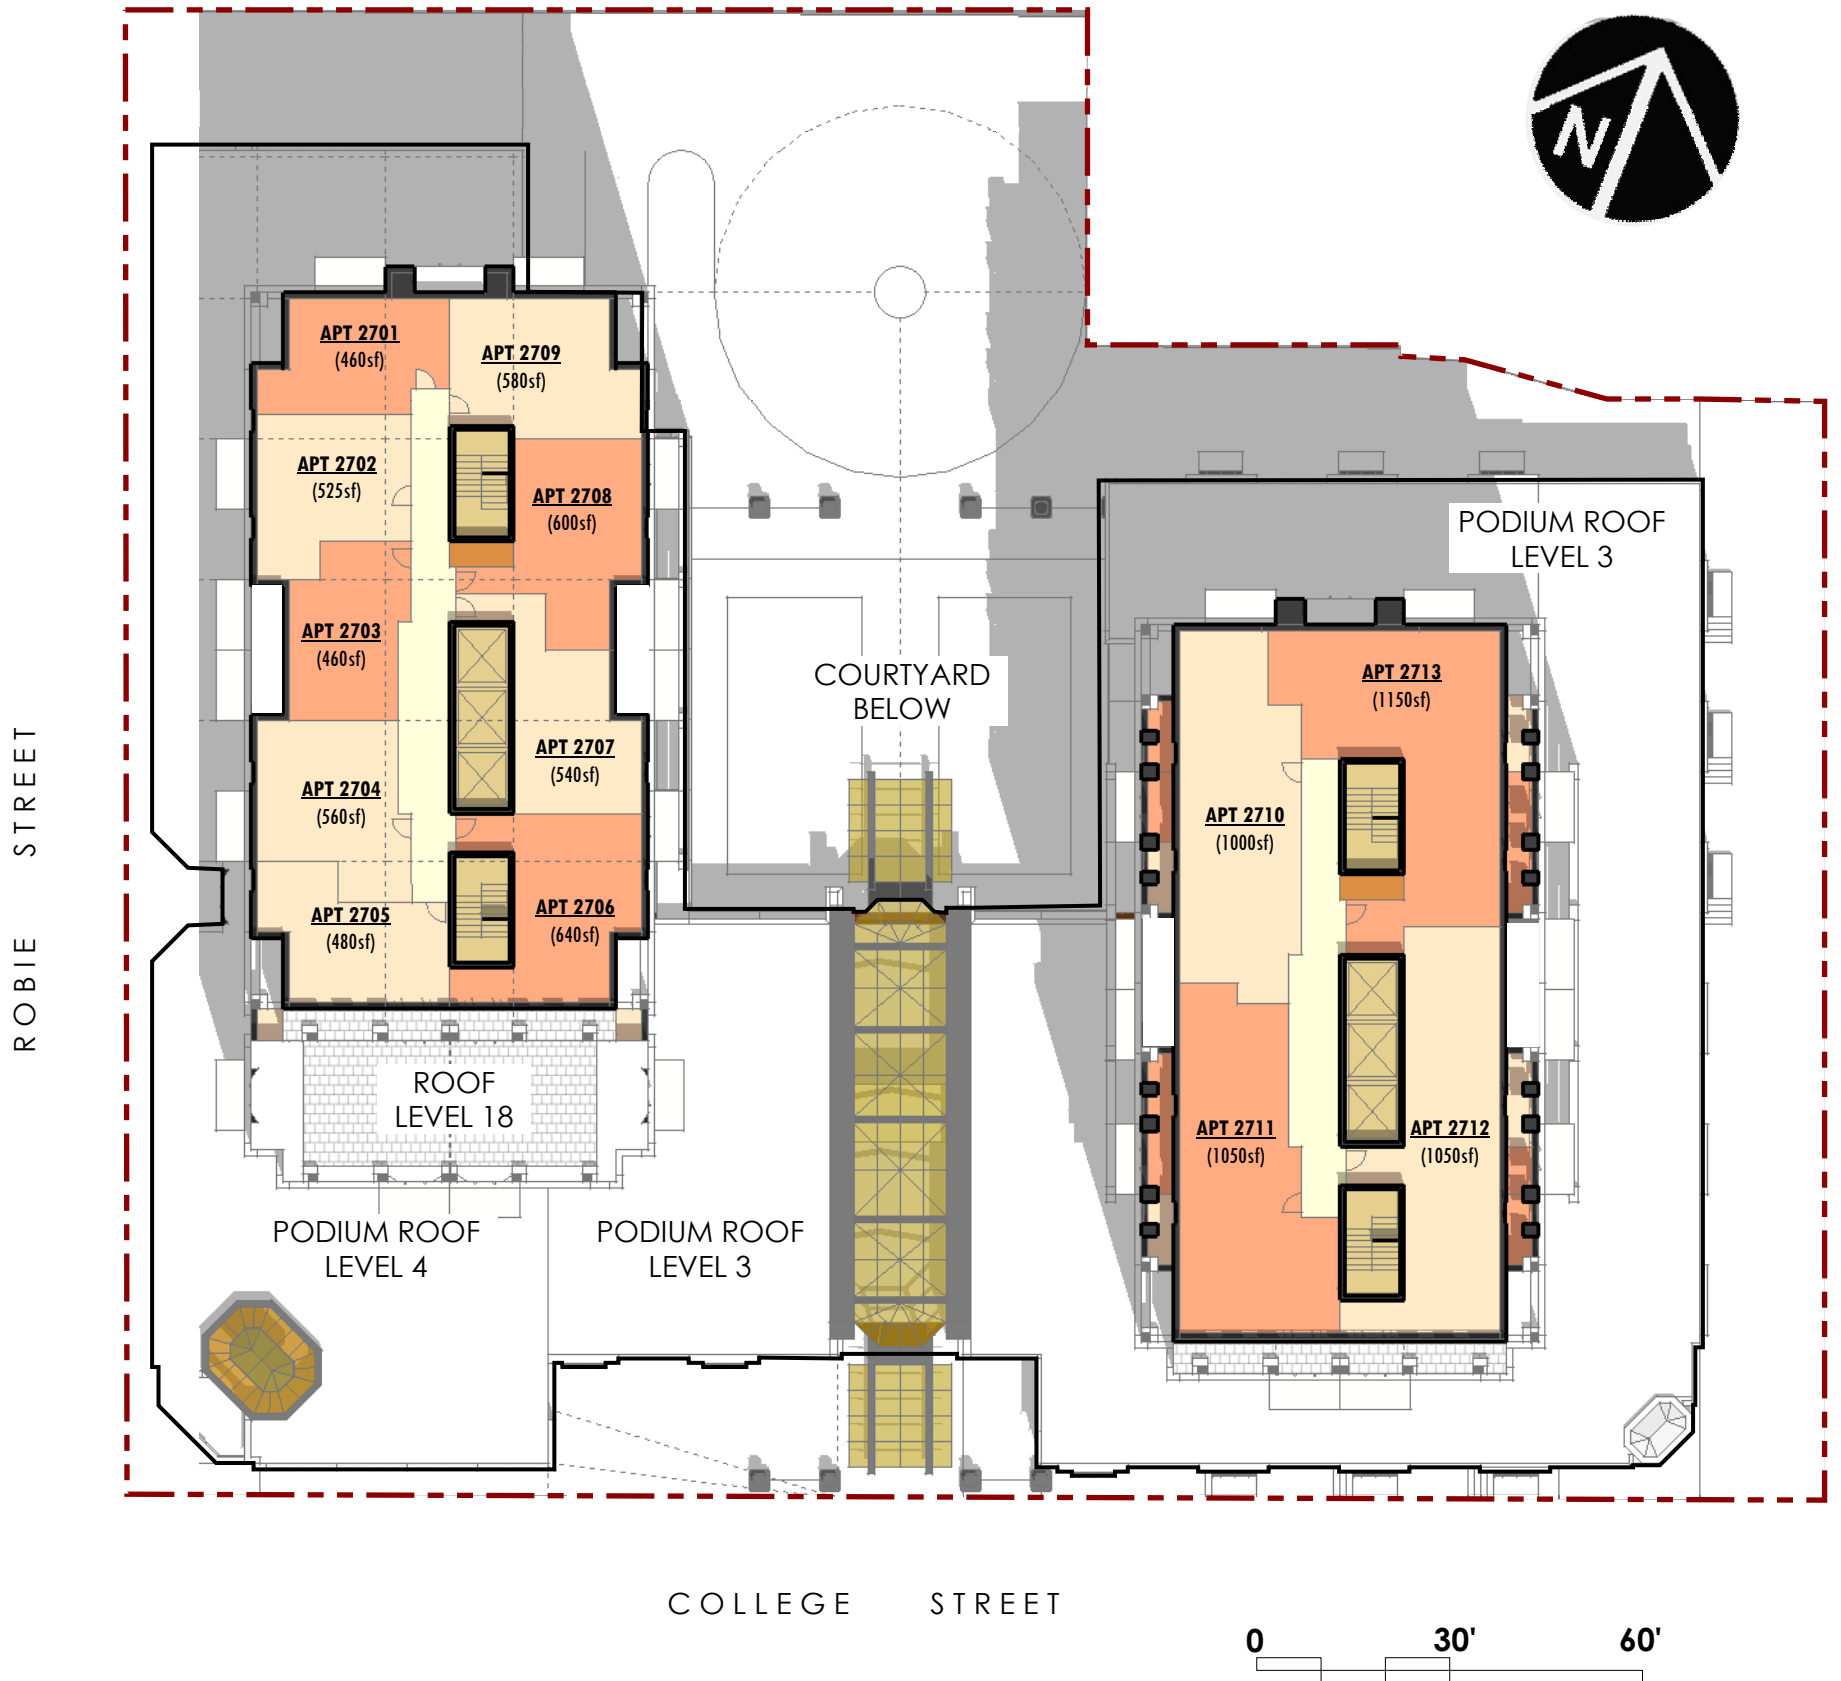 N
APT 2701
(460sf)
APT 2709
(580sf)
APT 2702
(525sf)
APT 2708
(600sf)
APT 2703
(460sf)
APT 2707
(540sf)
APT 2704
(560sf)
APT 2705
(480sf)
APT 2706
(640sf)
ROOF
LEVEL 18
PODIUM ROOF
LEVEL 4
PODIUM ROOF
LEVEL 3
COURTYARD
BELOW
PODIUM ROOF
LEVEL 3
APT 2713
(1150sf)
APT 2710
(1000sf)
APT 2711
(1050sf)
APT 2712
(1050sf)
ROBIE STREET
COLLEGE STREET
0 30' 60'